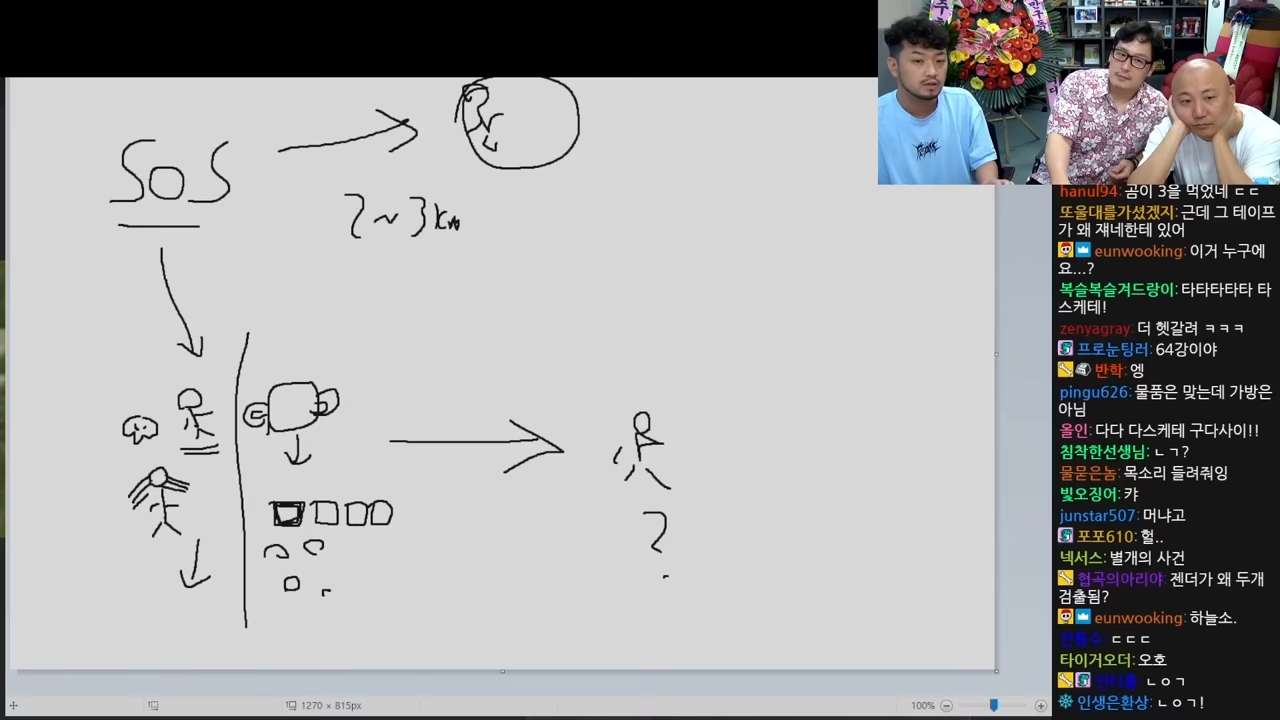 SOS
2~3km
?
hanul94: 곰이 3을 먹었네 ㄷㄷ
또울대를가셨겠지: 근데 그 테이프
가 왜 쟤네한테 있어
eunwooking: 이거 누구에
요...?
복슬복슬겨드랑이: 타타타타타 타
스케테!
zenyagray: 더 헷갈려 ㅋㅋㅋ
프로눈팅러: 64강이야
반학: 엥
pingu626: 물품은 맞는데 가방은
아님
올인: 다다 다스케테 구다사이!!
침착한선생님: ㄴㄱ?
물묻은놈: 목소리 들려줘잉
빛오징어: 캬
junstar507: 머냐고
포포610: 헐..
넥서스: 별개의 사건
협곡의아리야: 젠더가 왜 두개
검출됨?
eunwooking: 하늘소.
안톨수: ㄷㄷㄷ
타이거오더: 오호
인터폴: ㄴㅇㄱ
인생은환상: ㄴㅇㄱ!
1270 × 815px
100%